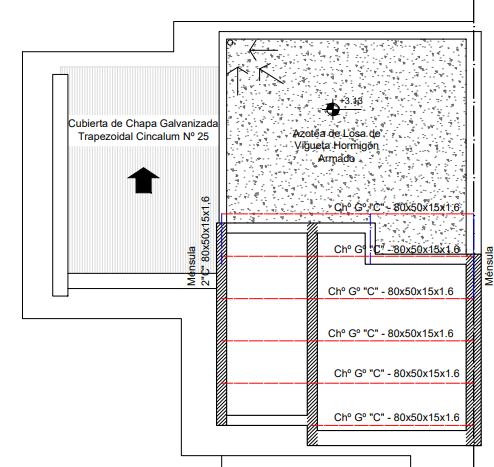 +3.13
Cubierta de Chapa Galvanizada
Trapezoidal Cincalum Nº 25
Azotea de Losa de
Vigueta Hormigón
Armado
Chº Gº "C" - 80x50x15x1.6
Chº Gº "C" - 80x50x15x1.6
Ménsula
2"C" 80x50x15x1,6
Ménsula
Chº Gº "C" - 80x50x15x1.6
Chº Gº "C" - 80x50x15x1.6
Chº Gº "C" - 80x50x15x1.6
Chº Gº "C" - 80x50x15x1.6